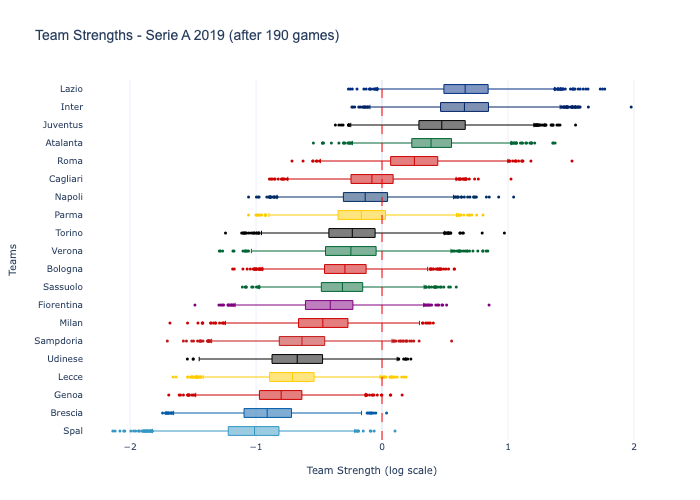 Team Strengths - Serie A 2019 (after 190 games)
Lazio
Inter
Juventus
Atalanta
Roma
Cagliari
Napoli
Parma
Torino
Verona
Bologna
Sassuolo
Fiorentina
Milan
Sampdoria
Udinese
Lecce
Genoa
Brescia
Spal
Teams
−2 −1 0 1 2
Team Strength (log scale)